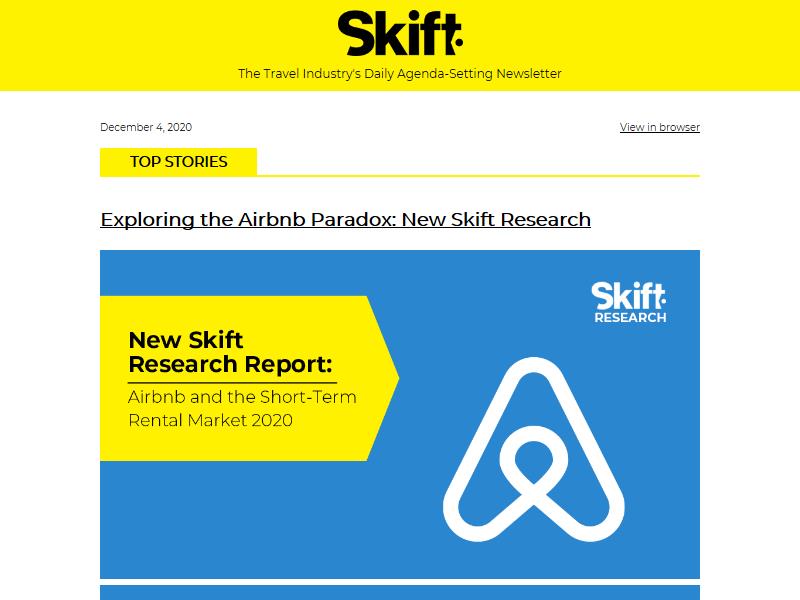 Skift
The Travel Industry's Daily Agenda-Setting Newsletter
December 4, 2020
View in browser
TOP STORIES
Exploring the Airbnb Paradox: New Skift Research
Skift
RESEARCH
New Skift
Research Report:
Airbnb and the Short-Term
Rental Market 2020